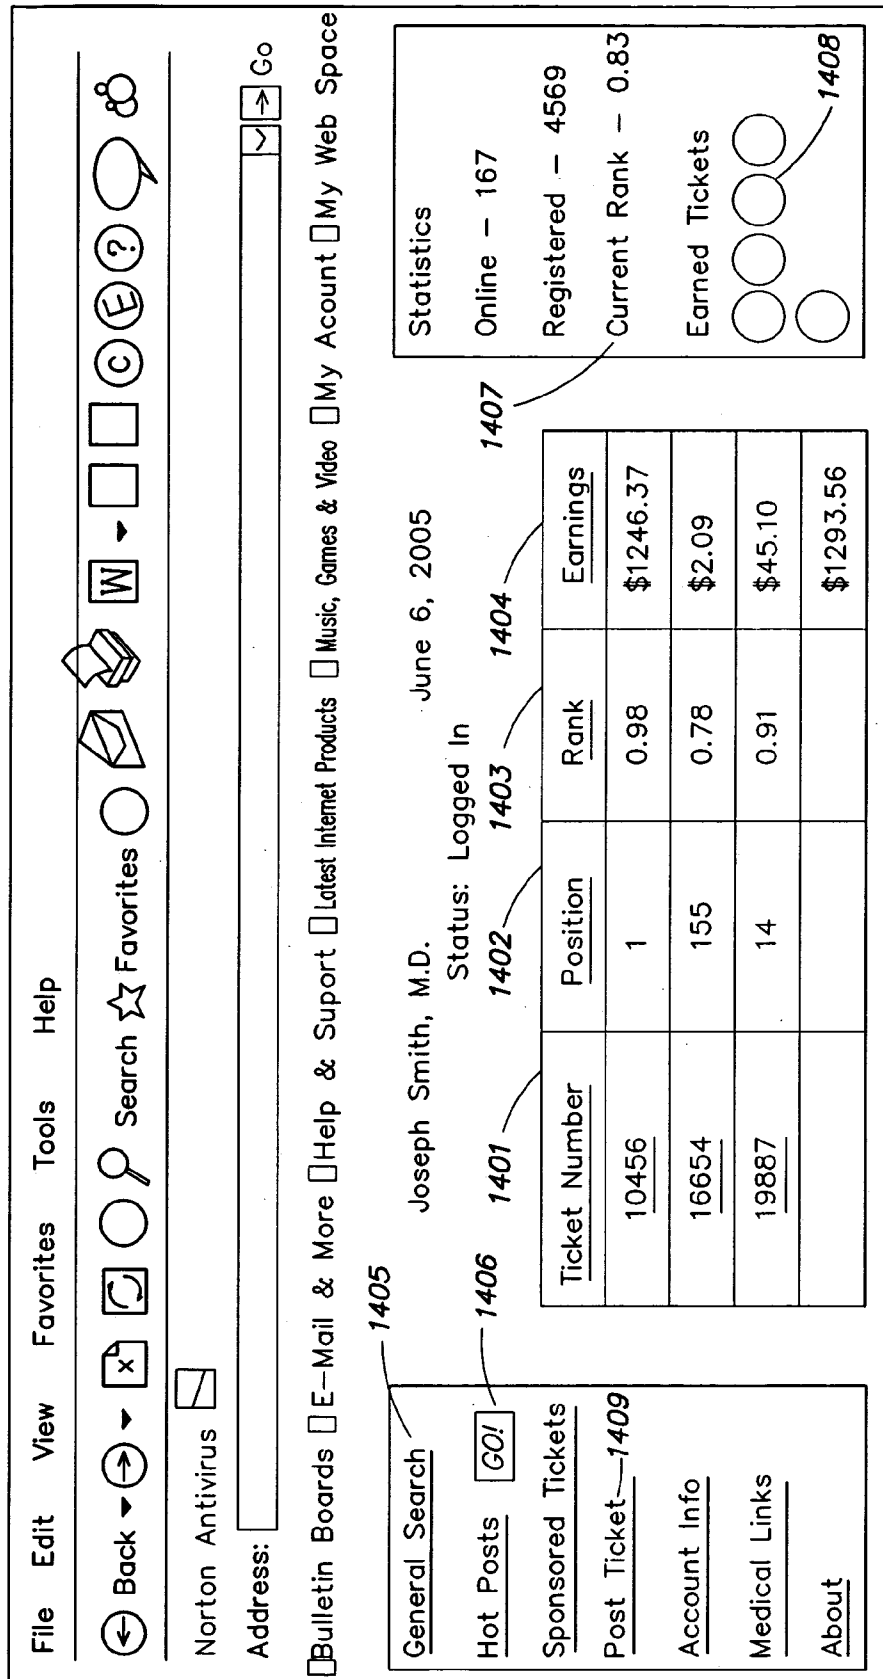 File Edit View Favorites Tools Help
Back x Search Favorites W C E ?
Norton Antivirus
Address: Go
Bulletin Boards E-Mail & More Help & Suport Latest Internet Products Music, Games & Video My Acount My Web Space
General Search 1405
Hot Posts GO! 1406
Sponsored Tickets
Post Ticket 1409
Account Info
Medical Links
About
Joseph Smith, M.D. June 6, 2005
Status: Logged In
1401 1402 1403 1404
Ticket Number Position Rank Earnings
10456 1 0.98 $1246.37
16654 155 0.78 $2.09
19887 14 0.91 $45.10
$1293.56
1407
Statistics
Online – 167
Registered – 4569
Current Rank – 0.83
Earned Tickets
1408